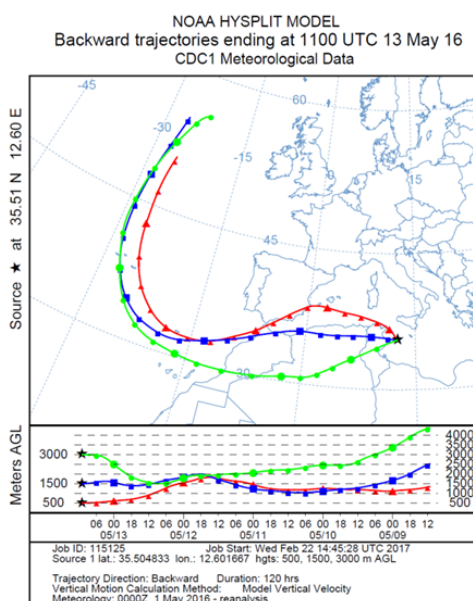 NOAA HYSPLIT MODEL
Backward trajectories ending at 1100 UTC 13 May 16
CDC1 Meteorological Data
-45
-30
-15
60
45
30
Source ★ at 35.51 N 12.60 E
Meters AGL
3000
1500
500
4000
3500
3000
2500
2000
1500
1000
500
06 00 18 12 06 00 18 12 06 00 18 12 06 00 18 12 06 00 18 12
05/13 05/12 05/11 05/10 05/09
Job ID: 115125 Job Start: Wed Feb 22 14:45:28 UTC 2017
Source 1 lat.: 35.504833 lon.: 12.601667 hgts: 500, 1500, 3000 m AGL
Trajectory Direction: Backward Duration: 120 hrs
Vertical Motion Calculation Method: Model Vertical Velocity
Meteorology: 0000Z 1 May 2016 - reanalysis